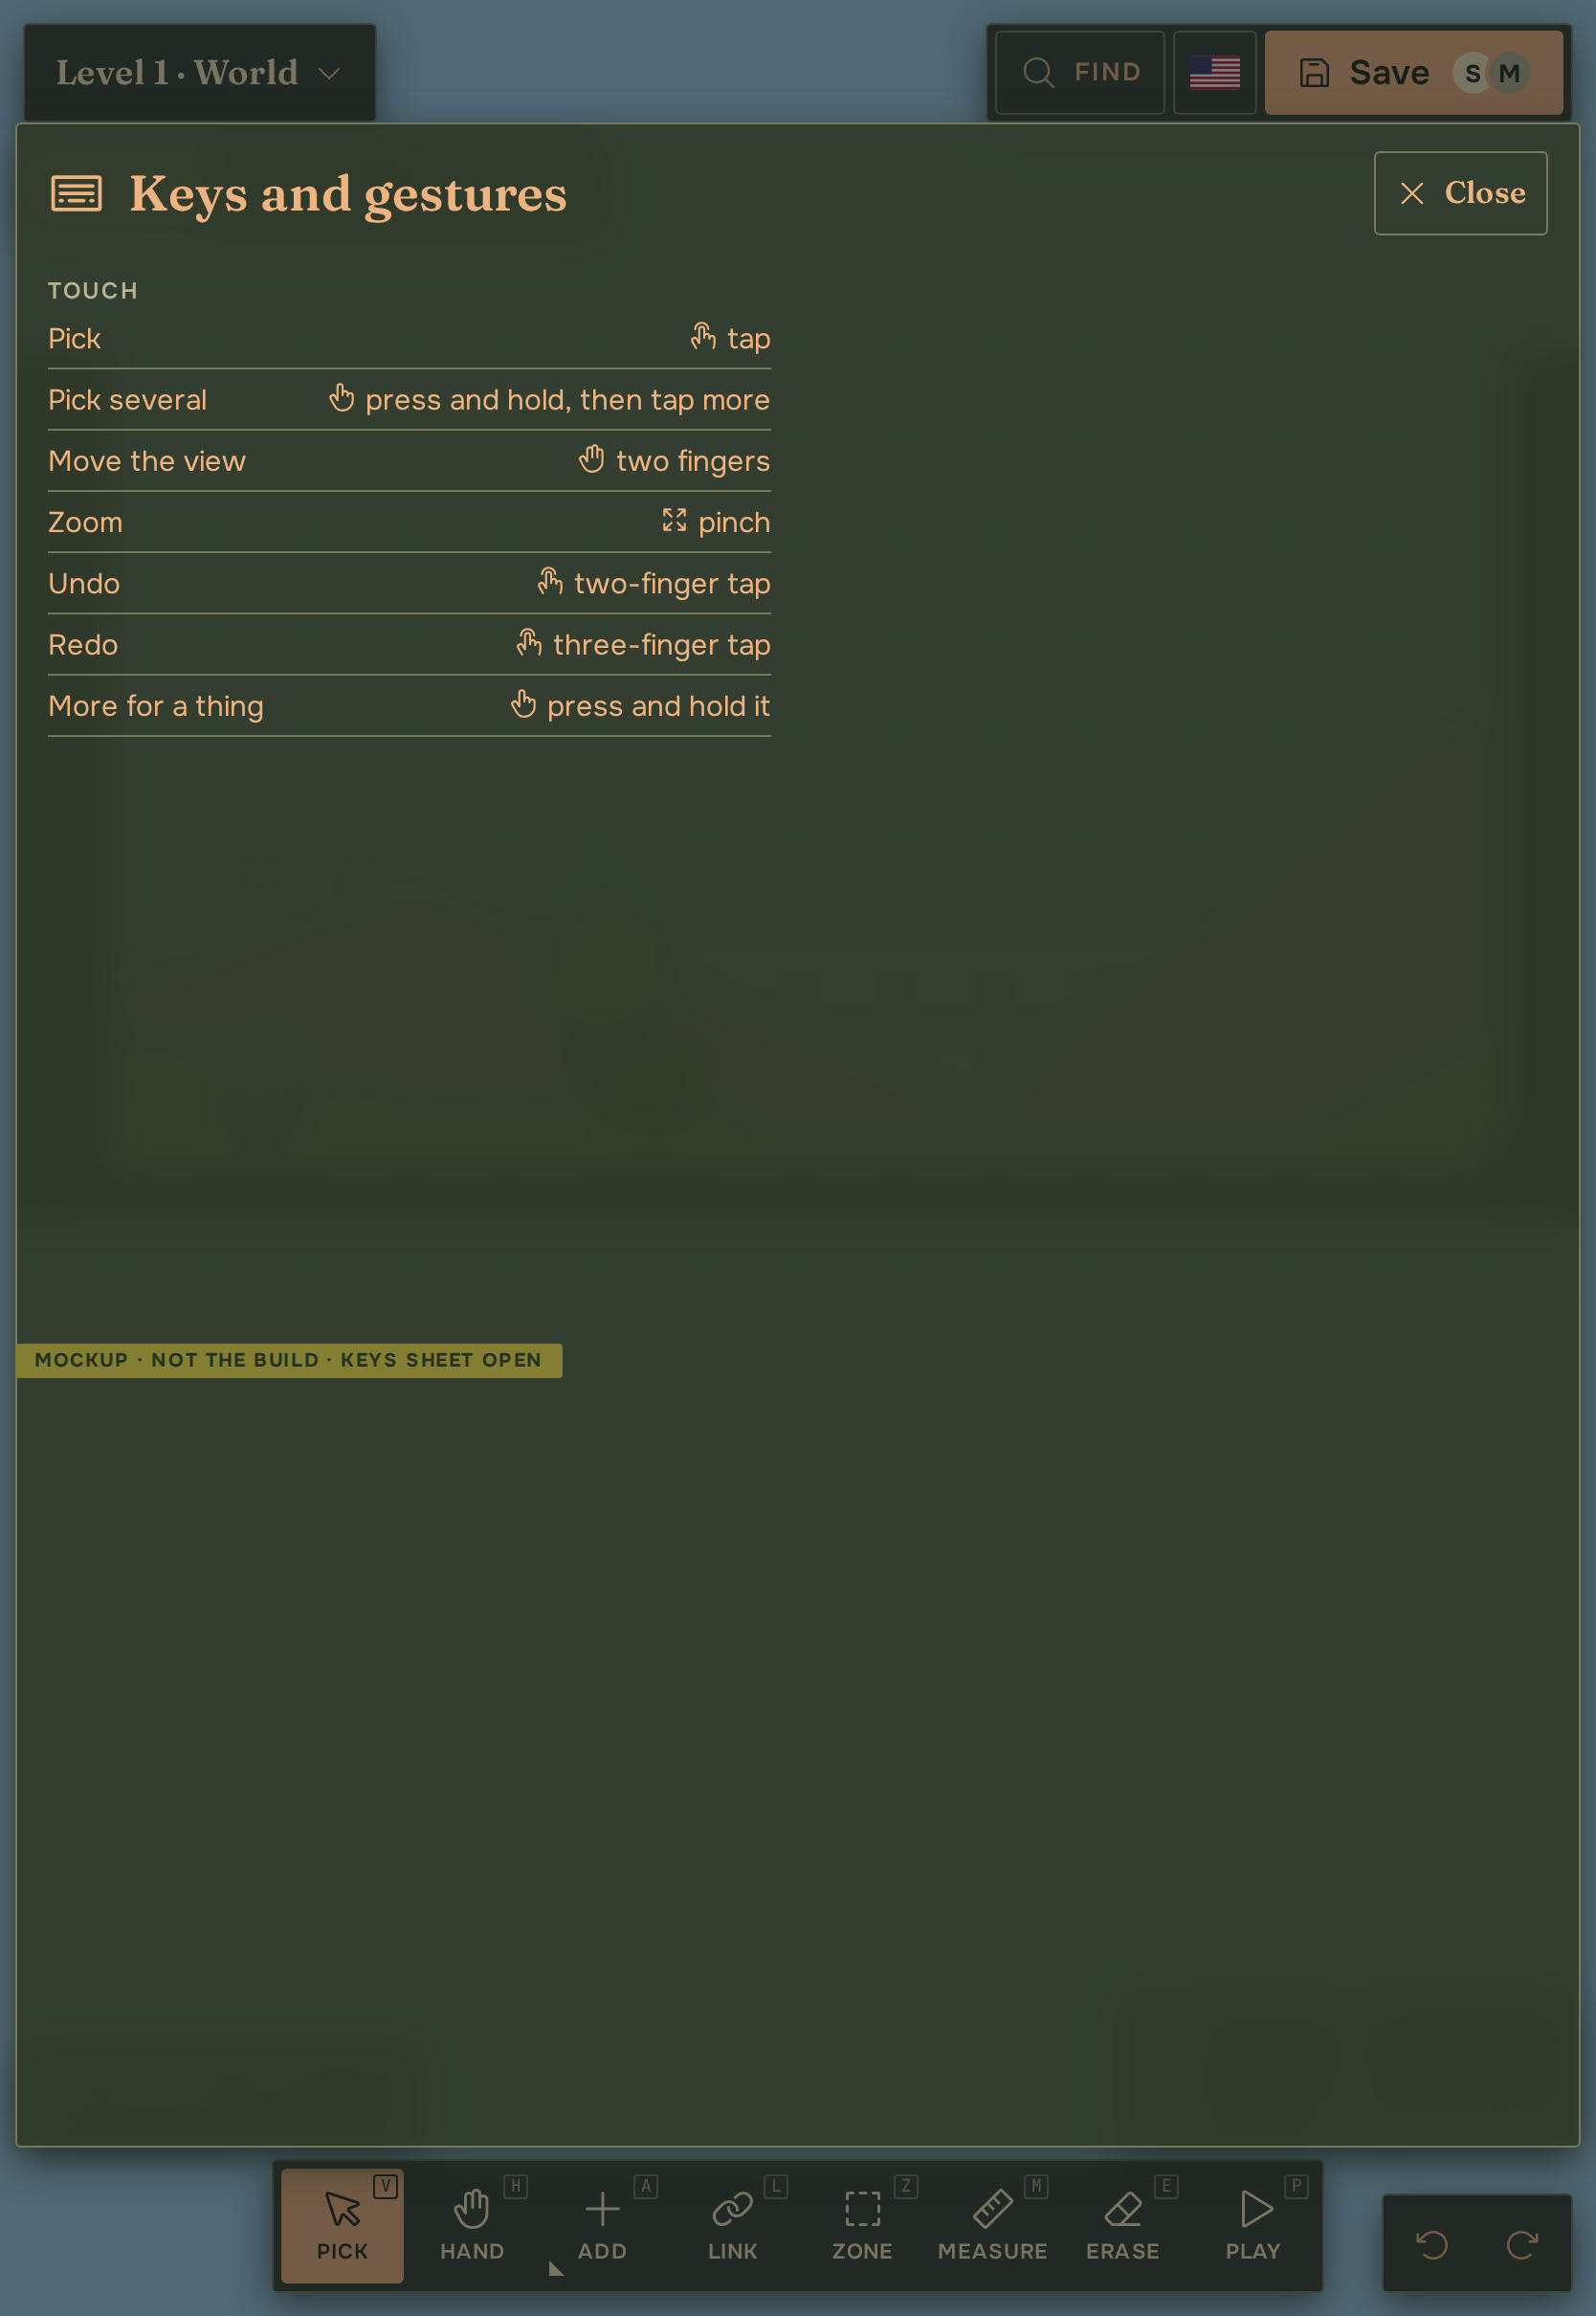 Level 1 · World
FIND
Save
S M
Keys and gestures
Close
TOUCH
Pick tap
Pick several press and hold, then tap more
Move the view two fingers
Zoom pinch
Undo two-finger tap
Redo three-finger tap
More for a thing press and hold it
MOCKUP · NOT THE BUILD · KEYS SHEET OPEN
V H A L Z M E P
PICK HAND ADD LINK ZONE MEASURE ERASE PLAY